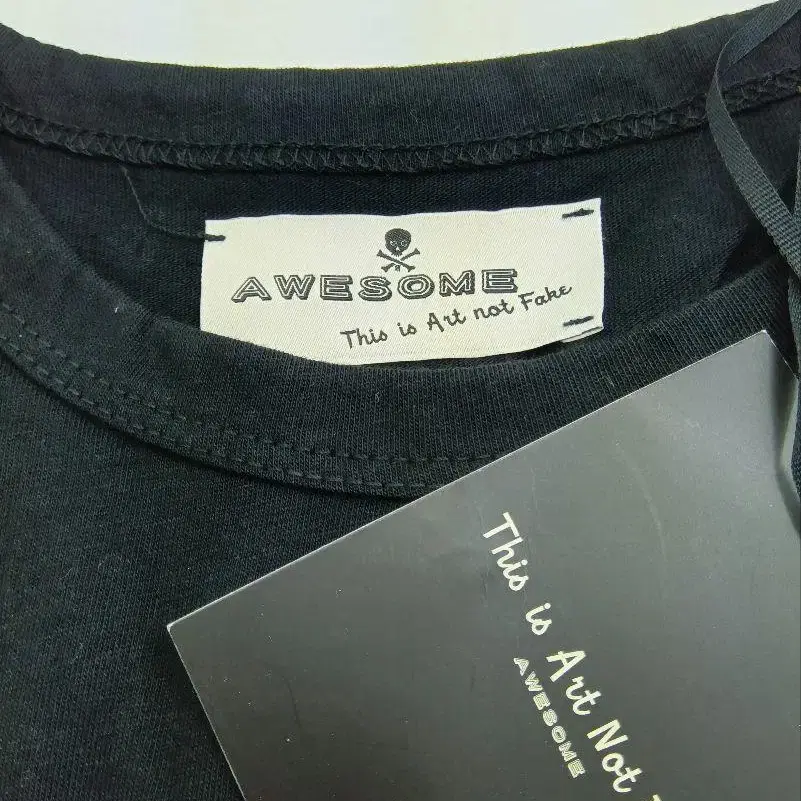 AWESOME
This is Art not Fake
This is Art Not
AWESOME